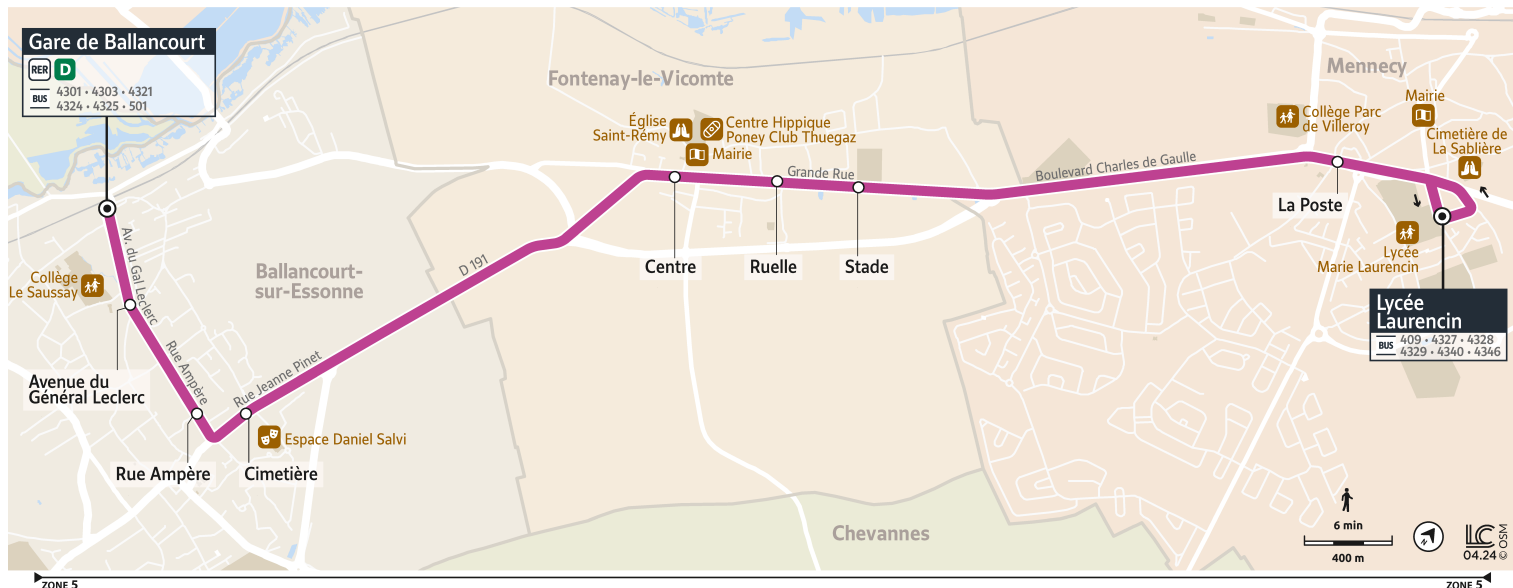 Gare de Ballancourt
RER D
BUS
4301 • 4303 • 4321
4324 • 4325 • 501
Fontenay-le-Vicomte
Mennecy
Église
Saint-Rémy
Centre Hippique
Poney Club Thuegaz
Mairie
Collège Parc
de Villeroy
Mairie
Cimetière de
La Sablière
Grande Rue
Boulevard Charles de Gaulle
La Poste
Av. du Gal Leclerc
Collège
Le Saussay
Ballancourt-
sur-Essonne
D 191
Centre
Ruelle
Stade
Lycée
Marie Laurencin
Lycée
Laurencin
BUS
409 • 4327 • 4328
4329 • 4340 • 4346
Rue Ampère
Rue Jeanne Pinet
Avenue du
Général Leclerc
Espace Daniel Salvi
Rue Ampère
Cimetière
Chevannes
6 min
400 m
N
LC
04.24
© OSM
ZONE 5
ZONE 5